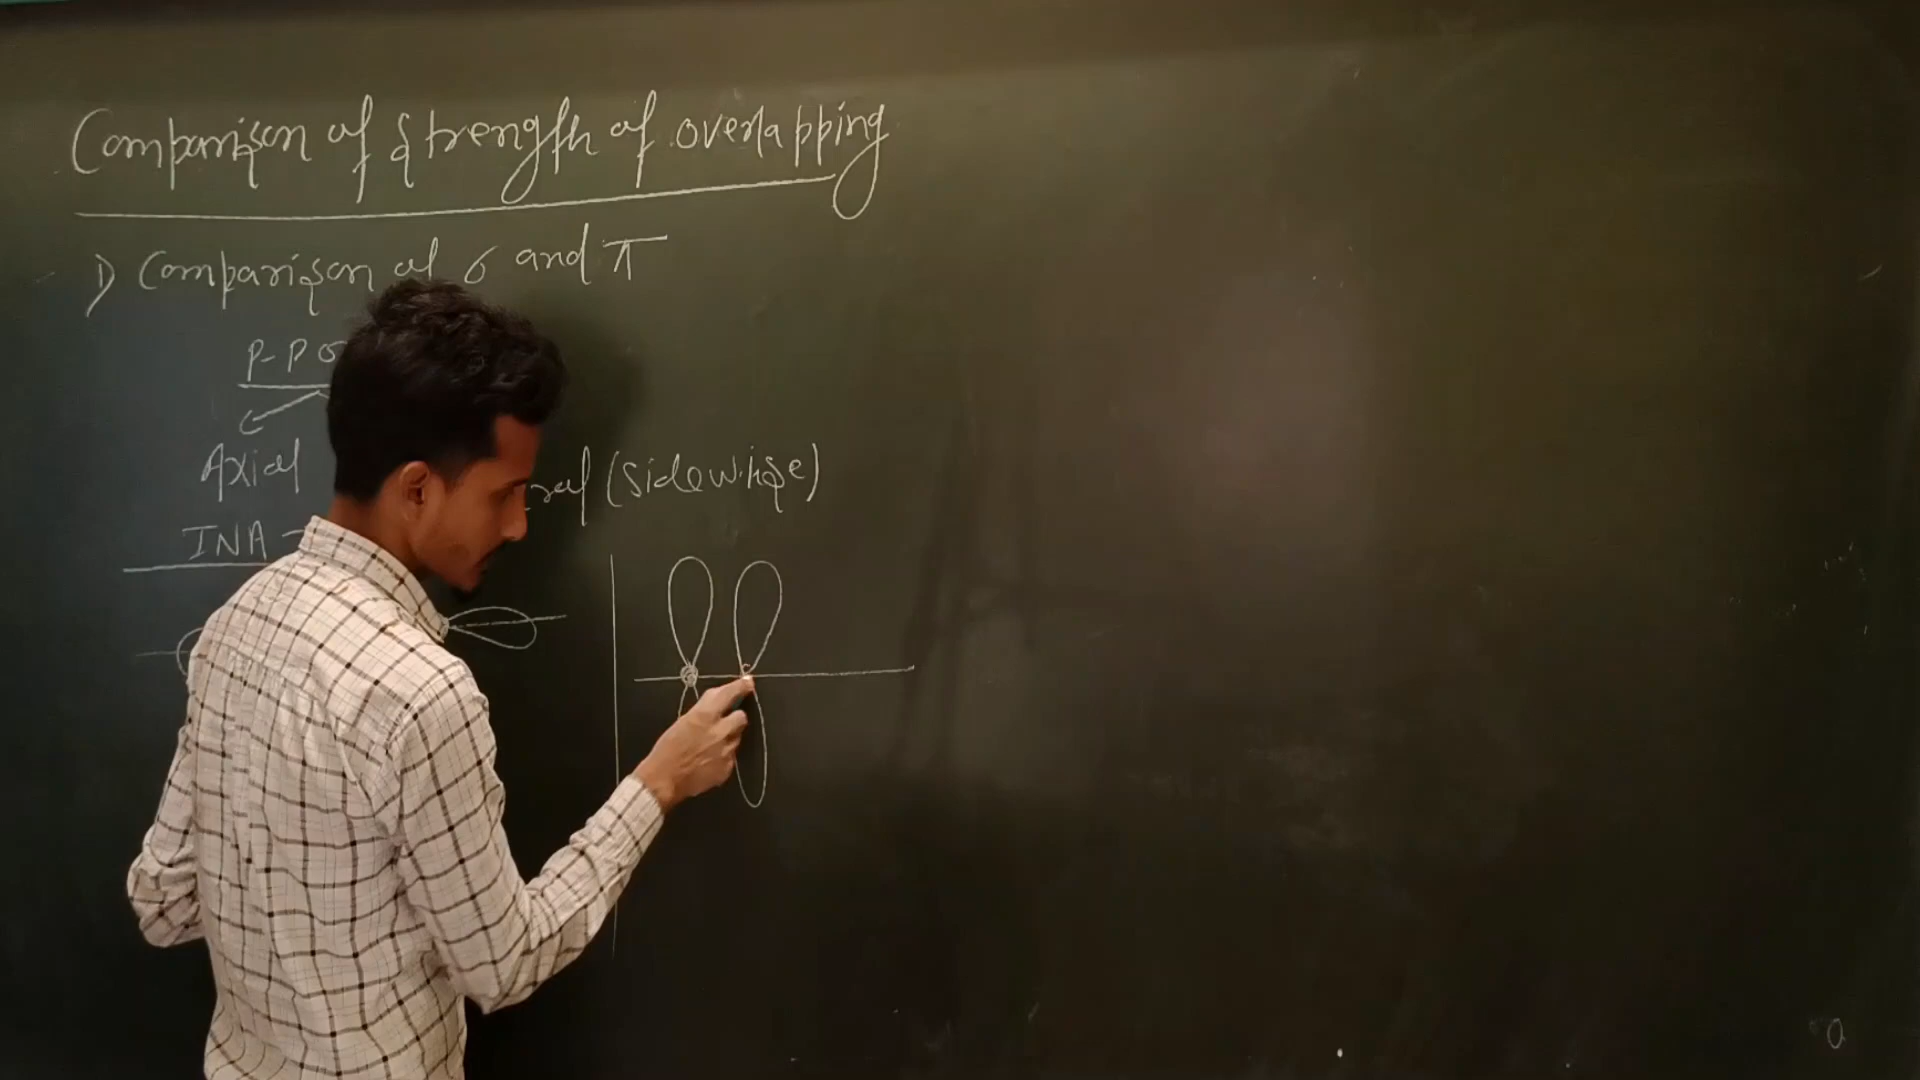 Comparison of strength of overlapping
1) Comparison of σ and π
P-P σ
Axial (sidewise)
INA